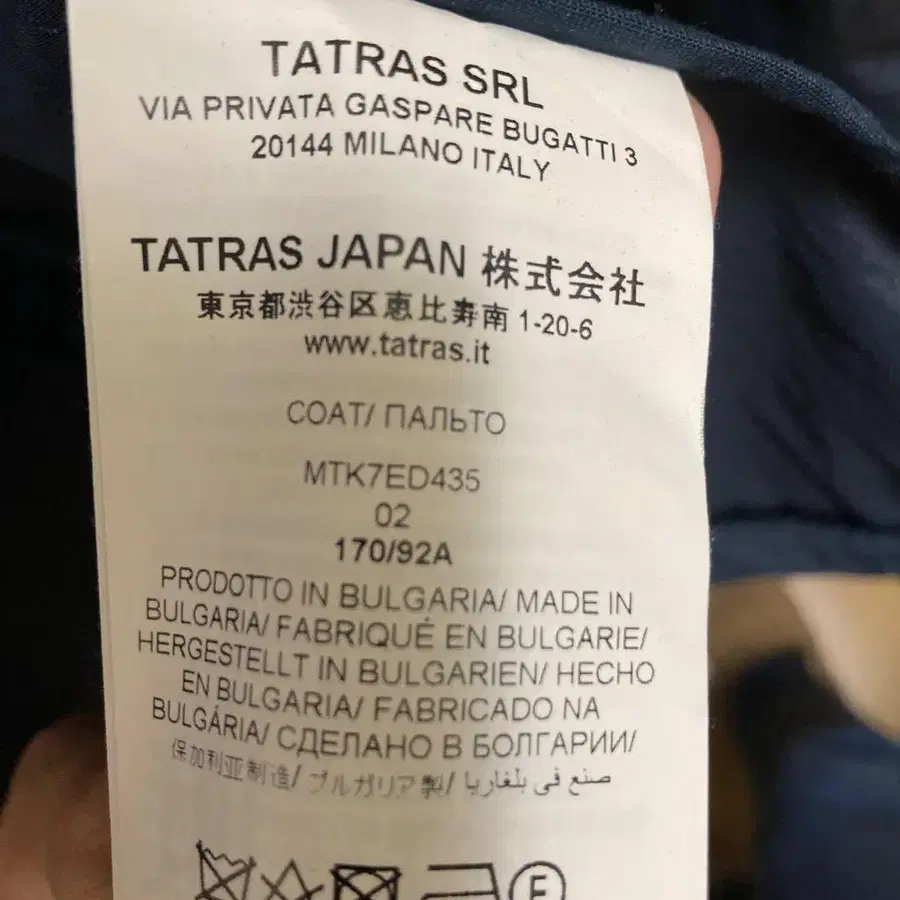 TATRAS SRL
VIA PRIVATA GASPARE BUGATTI 3
20144 MILANO ITALY
TATRAS JAPAN 株式会社
東京都渋谷区恵比寿南 1-20-6
www.tatras.it
COAT/ ПАЛЬТО
MTK7ED435
02
170/92A
PRODOTTO IN BULGARIA/ MADE IN
BULGARIA/ FABRIQUÉ EN BULGARIE/
HERGESTELLT IN BULGARIEN/ HECHO
EN BULGARIA/ FABRICADO NA
BULGÁRIA/ СДЕЛАНО В БОЛГАРИИ/
保加利亚制造/ ブルガリア製/ صنع في بلغاريا
F